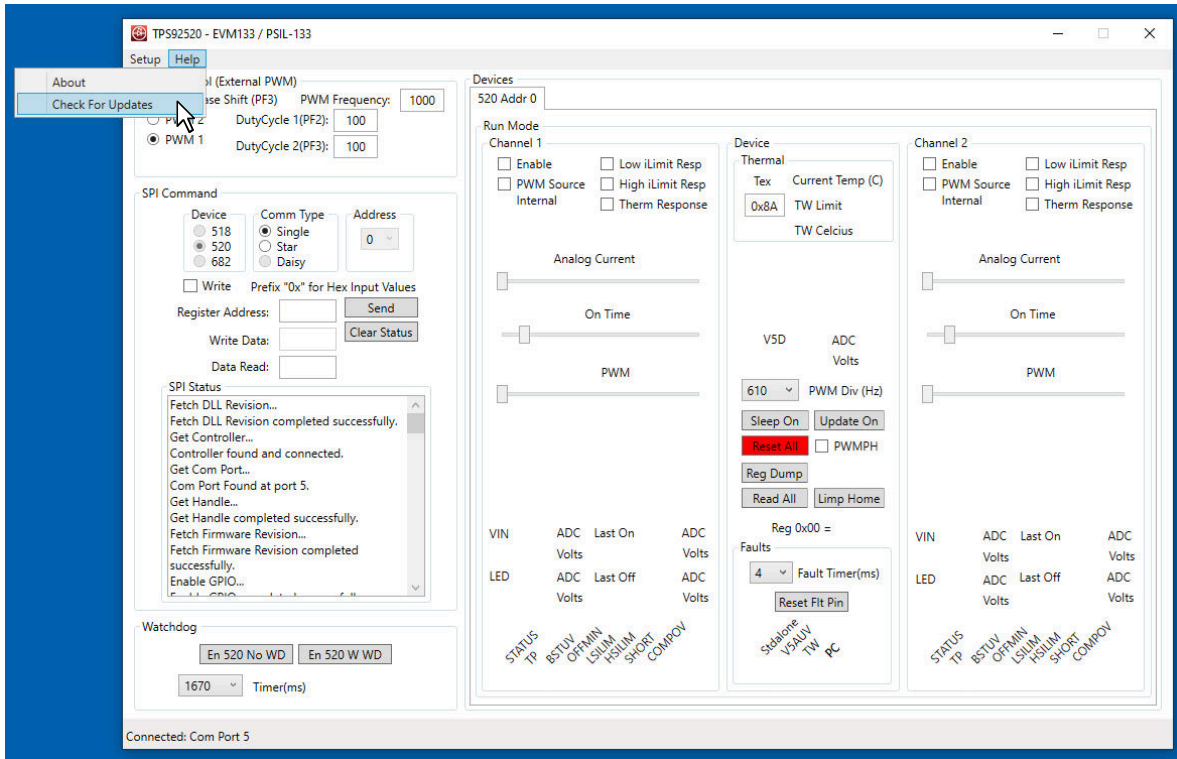 TPS92520 - EVM133 / PSIL-133
Setup Help
About
Check For Updates
(External PWM)
Shift (PF3) PWM Frequency: 1000
DutyCycle 1(PF2): 100
PWM 1 DutyCycle 2(PF3): 100
SPI Command
Device Comm Type Address
518 Single
520 Star 0
682 Daisy
Write Prefix "0x" for Hex Input Values
Register Address: Send
Write Data: Clear Status
Data Read:
SPI Status
Fetch DLL Revision...
Fetch DLL Revision completed successfully.
Get Controller...
Controller found and connected.
Get Com Port...
Com Port Found at port 5.
Get Handle...
Get Handle completed successfully.
Fetch Firmware Revision...
Fetch Firmware Revision completed
successfully.
Enable GPIO...
Watchdog
En 520 No WD En 520 W WD
1670 Timer(ms)
Devices
520 Addr 0
Run Mode
Channel 1
Enable Low iLimit Resp
PWM Source High iLimit Resp
Internal Therm Response
Analog Current
On Time
PWM
VIN ADC Last On ADC
Volts Volts
LED ADC Last Off ADC
Volts Volts
STATUS TP BSTUV OFFMIN LSILIM HSILIM SHORT COMPOV
Device
Thermal
Tex Current Temp (C)
0x8A TW Limit
TW Celcius
V5D ADC
Volts
610 PWM Div (Hz)
Sleep On Update On
Reset All PWMPH
Reg Dump
Read All Limp Home
Reg 0x00 =
Faults
4 Fault Timer(ms)
Reset Flt Pin
Stdalone V5AUV TW PC
Channel 2
Enable Low iLimit Resp
PWM Source High iLimit Resp
Internal Therm Response
Analog Current
On Time
PWM
VIN ADC Last On ADC
Volts Volts
LED ADC Last Off ADC
Volts Volts
STATUS TP BSTUV OFFMIN LSILIM HSILIM SHORT COMPOV
Connected: Com Port 5